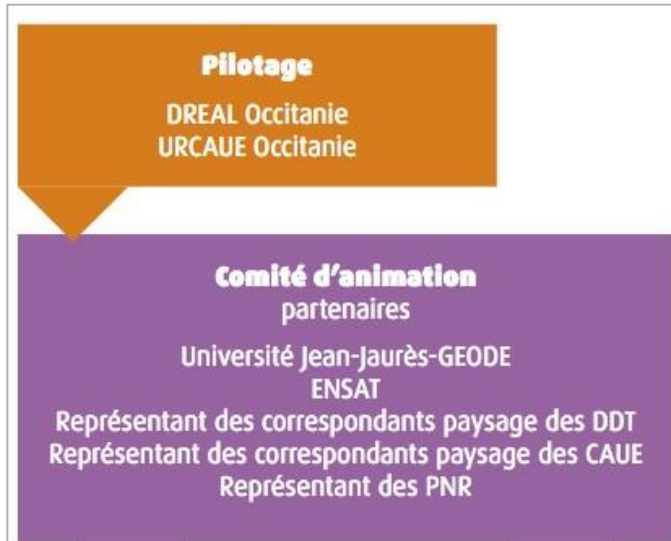 Pilotage
DREAL Occitanie
URCAUE Occitanie
Comité d'animation
partenaires
Université Jean-Jaurès-GEODE
ENSAT
Représentant des correspondants paysage des DDT
Représentant des correspondants paysage des CAUE
Représentant des PNR